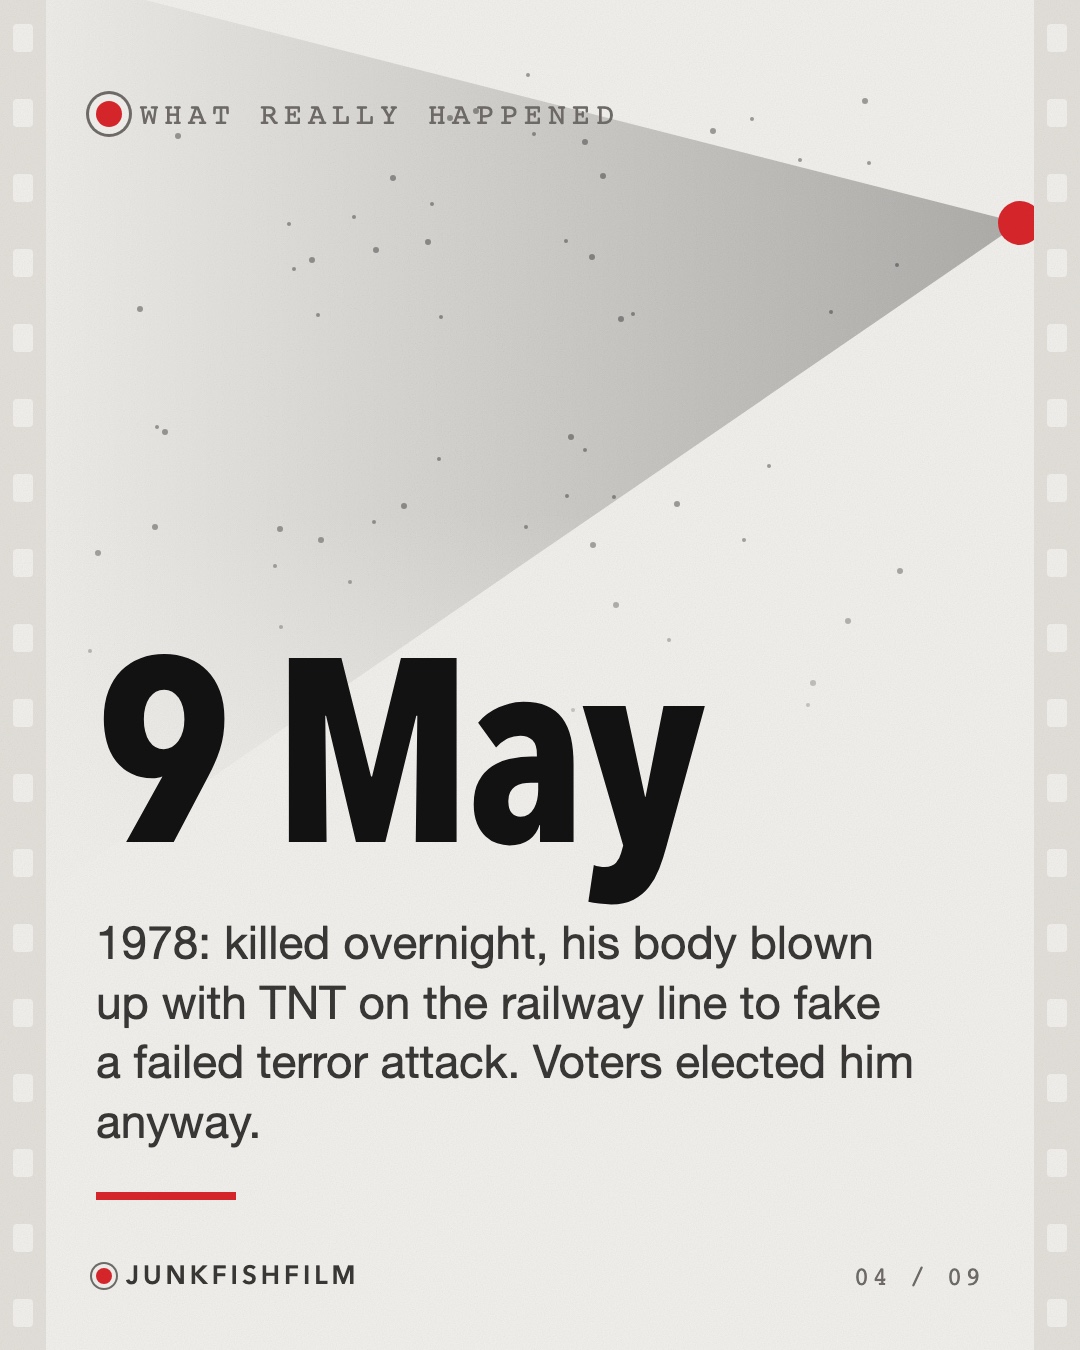 WHAT REALLY HAPPENED
9 May
1978: killed overnight, his body blown
up with TNT on the railway line to fake
a failed terror attack. Voters elected him
anyway.
JUNKFISHFILM
04 / 09